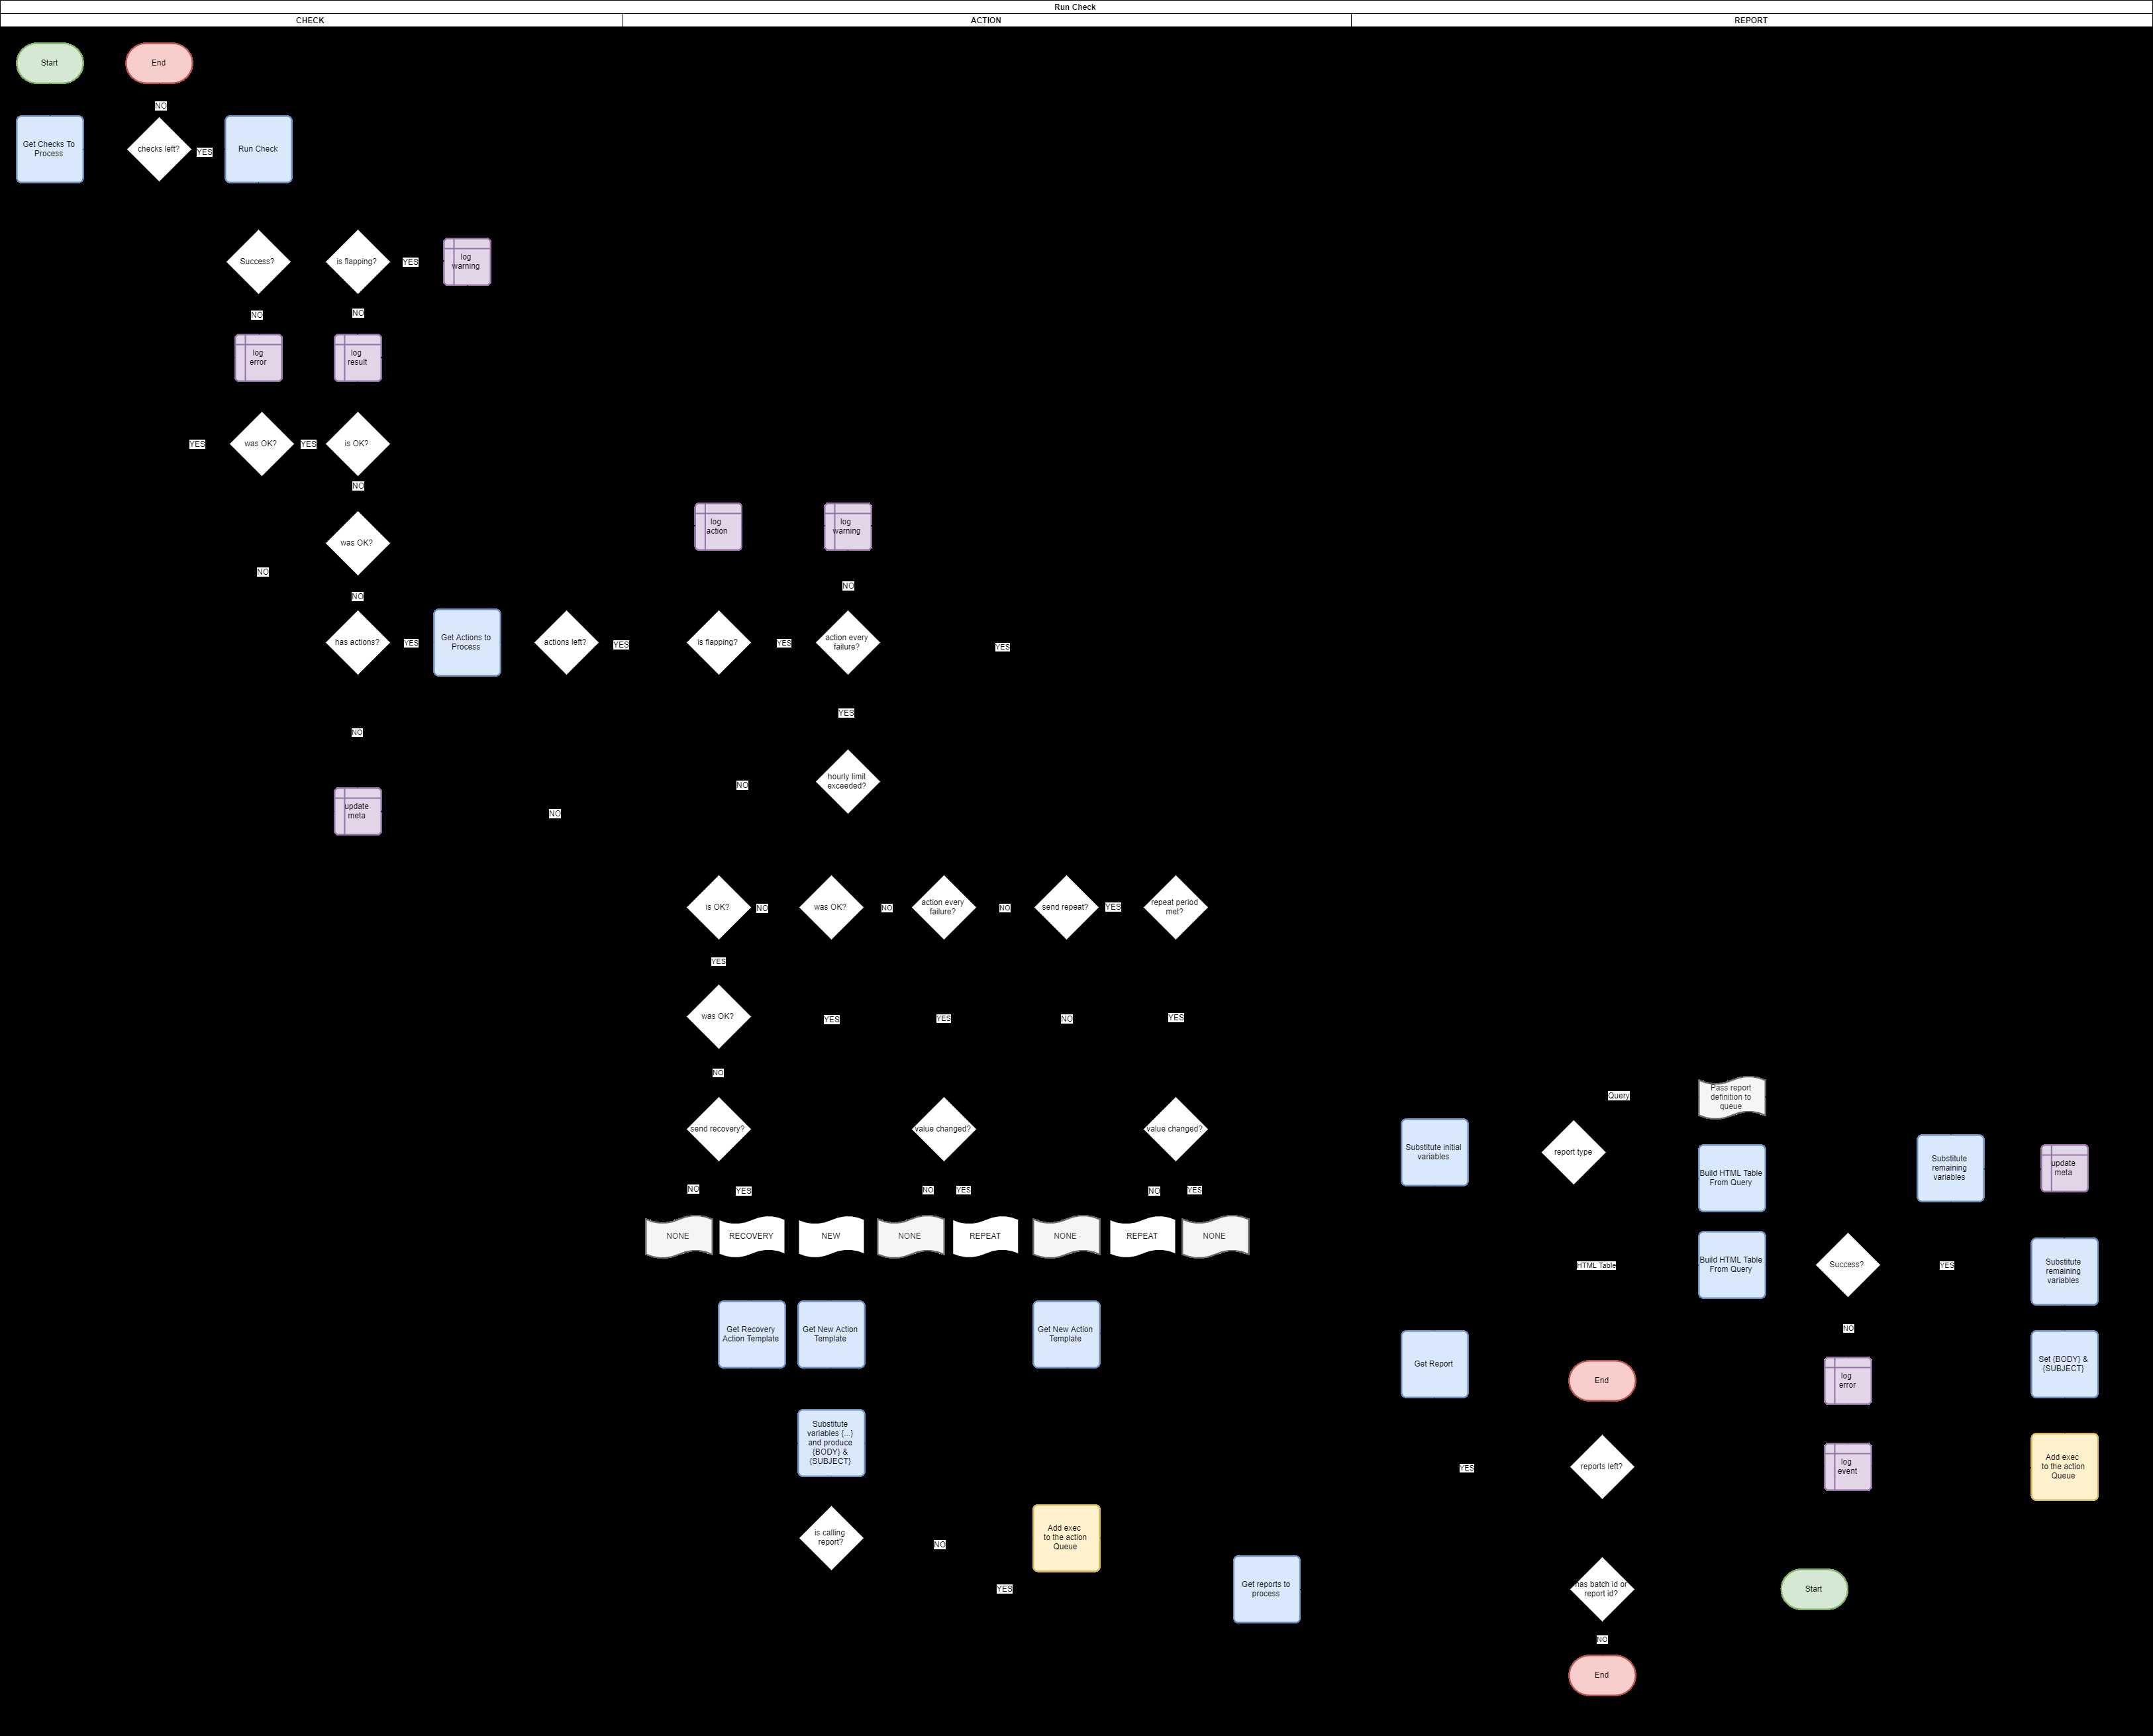 Run Check
CHECK
ACTION
REPORT
Start
End
NO
Get Checks To
Process
checks left?
YES
Run Check
Success?
is flapping?
YES
log
warning
NO
NO
log
error
log
result
YES
was OK?
YES
is OK?
NO
was OK?
NO
NO
has actions?
YES
Get Actions to
Process
actions left?
YES
NO
update
meta
NO
log
action
log
warning
NO
is flapping?
YES
action every
failure?
YES
YES
NO
hourly limit
exceeded?
is OK?
NO
was OK?
NO
action every
failure?
NO
send repeat?
YES
repeat period
met?
YES
was OK?
YES
YES
NO
YES
NO
send recovery?
value changed?
value changed?
NO
YES
NO
YES
NO
YES
NONE
RECOVERY
NEW
NONE
REPEAT
NONE
REPEAT
NONE
Get Recovery
Action Template
Get New Action
Template
Get New Action
Template
Substitute
variables {...}
and produce
{BODY} &
{SUBJECT}
is calling
report?
NO
Add exec
to the action
Queue
YES
Get reports to
process
Query
Pass report
definition to
queue
Substitute initial
variables
report type
Build HTML Table
From Query
Substitute
remaining
variables
update
meta
HTML Table
Build HTML Table
From Query
Success?
YES
Substitute
remaining
variables
NO
Get Report
End
log
error
Set {BODY} &
{SUBJECT}
YES
reports left?
log
event
Add exec
to the action
Queue
has batch id or
report id?
Start
NO
End